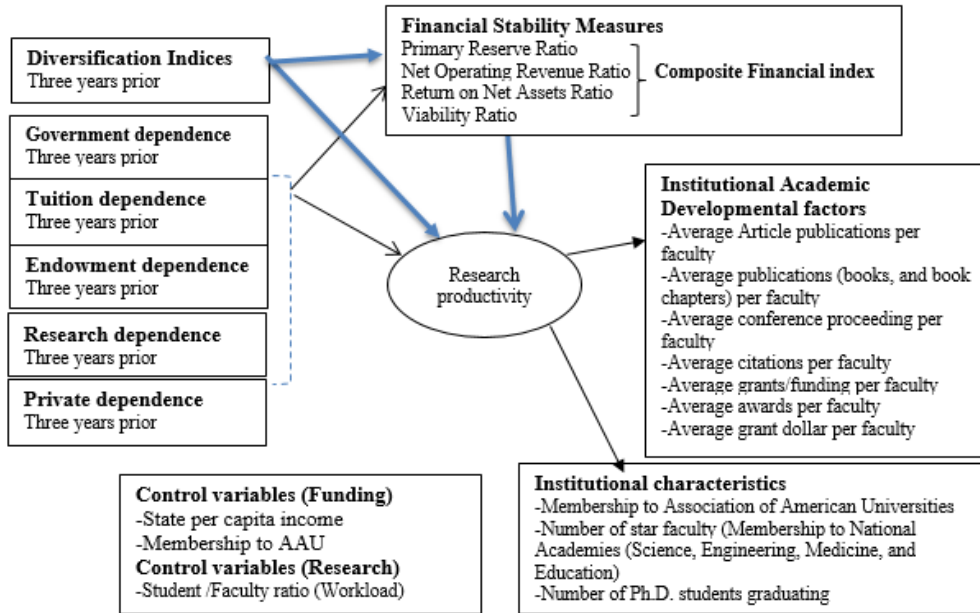 Diversification Indices
Three years prior
Government dependence
Three years prior
Tuition dependence
Three years prior
Endowment dependence
Three years prior
Research dependence
Three years prior
Private dependence
Three years prior
Financial Stability Measures
Primary Reserve Ratio
Net Operating Revenue Ratio
Return on Net Assets Ratio
Viability Ratio
Composite Financial index
Research
productivity
Institutional Academic
Developmental factors
-Average Article publications per
faculty
-Average publications (books, and book
chapters) per faculty
-Average conference proceeding per
faculty
-Average citations per faculty
-Average grants/funding per faculty
-Average awards per faculty
-Average grant dollar per faculty
Control variables (Funding)
-State per capita income
-Membership to AAU
Control variables (Research)
-Student /Faculty ratio (Workload)
Institutional characteristics
-Membership to Association of American Universities
-Number of star faculty (Membership to National
Academies (Science, Engineering, Medicine, and
Education)
-Number of Ph.D. students graduating